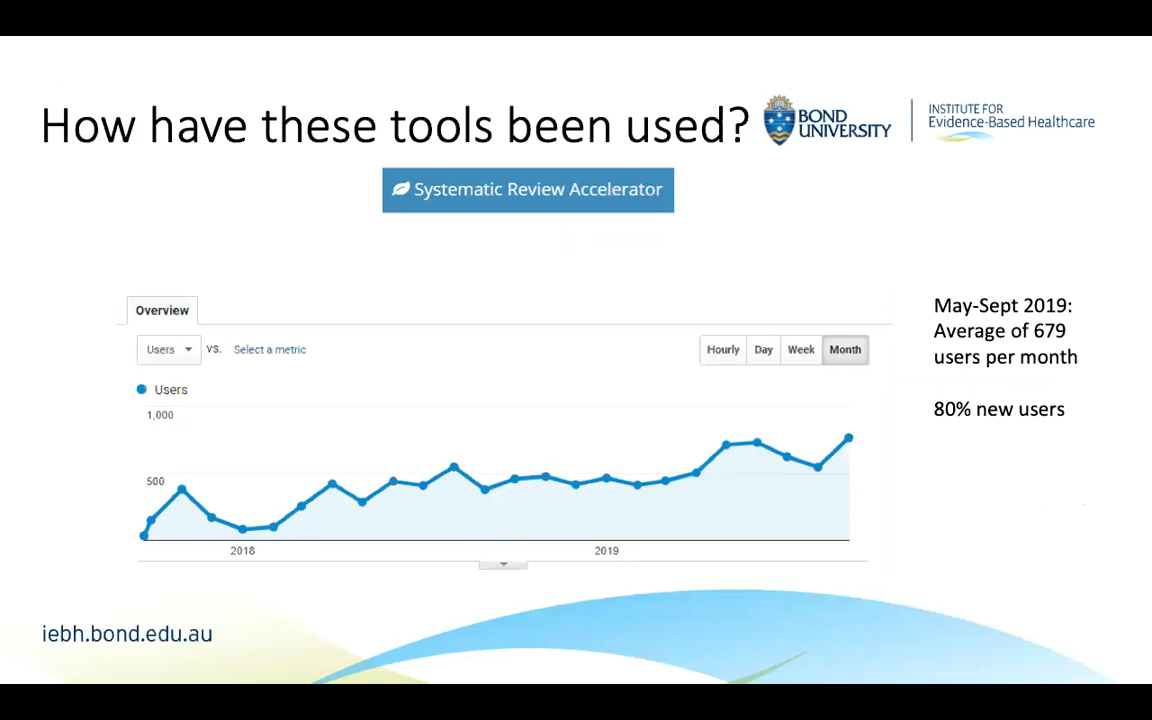 How have these tools been used?
BOND
UNIVERSITY
INSTITUTE FOR
Evidence-Based Healthcare
Systematic Review Accelerator
Overview
Users vs. Select a metric
Hourly Day Week Month
Users
1,000
500
2018 2019
May-Sept 2019:
Average of 679
users per month
80% new users
iebh.bond.edu.au